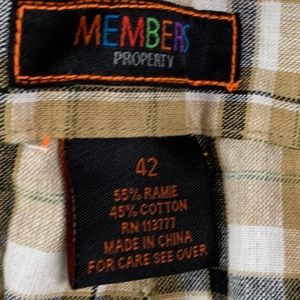 MEMBERS
PROPERTY
42
55% RAMIE
45% COTTON
RN 113777
MADE IN CHINA
FOR CARE SEE OVER